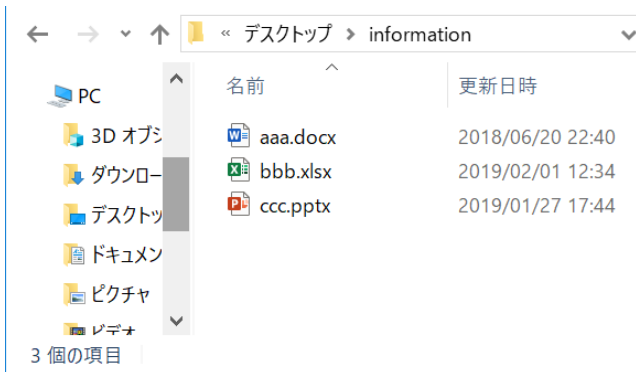 « デスクトップ > information
PC
3D オブジ
ダウンロー
デスクトッ
ドキュメン
ピクチャ
ビデオ
名前 更新日時
aaa.docx 2018/06/20 22:40
bbb.xlsx 2019/02/01 12:34
ccc.pptx 2019/01/27 17:44
3 個の項目